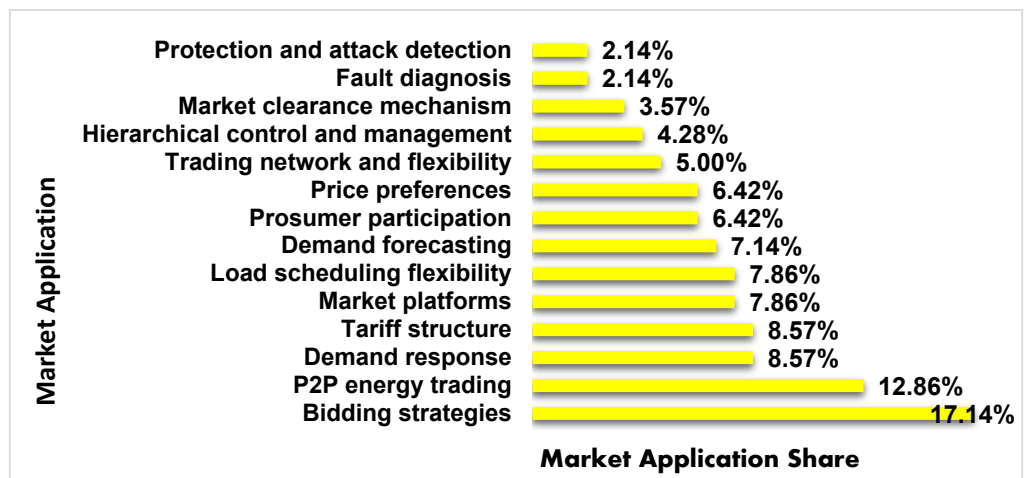 Protection and attack detection 2.14%
Fault diagnosis 2.14%
Market clearance mechanism 3.57%
Hierarchical control and management 4.28%
Trading network and flexibility 5.00%
Price preferences 6.42%
Prosumer participation 6.42%
Demand forecasting 7.14%
Load scheduling flexibility 7.86%
Market platforms 7.86%
Tariff structure 8.57%
Demand response 8.57%
P2P energy trading 12.86%
Bidding strategies 17.14%
Market Application
Market Application Share